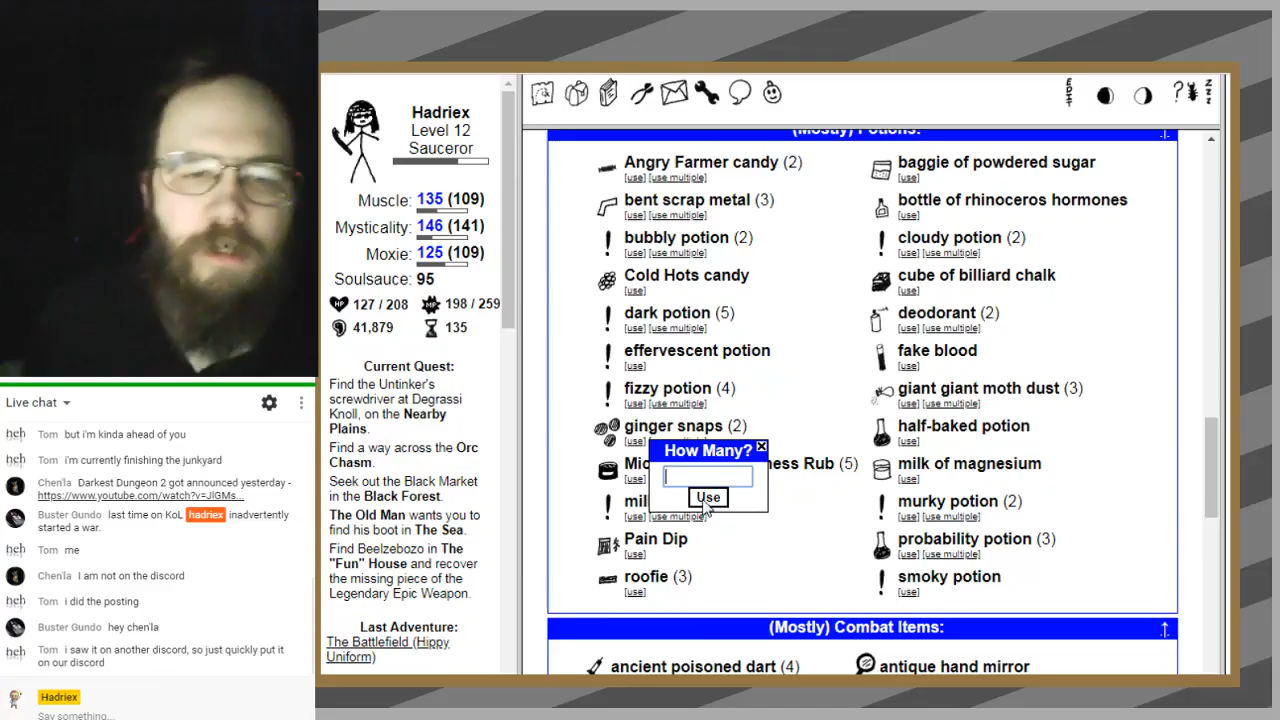 Hadriex
Level 12
Sauceror
Muscle: 135 (109)
Mysticality: 146 (141)
Moxie: 125 (109)
Soulsauce: 95
HP 127 / 208 MP 198 / 259
41,879 135
Current Quest:
Find the Untinker's
screwdriver at Degrassi
Knoll, on the Nearby
Plains.
Find a way across the Orc
Chasm.
Seek out the Black Market
in the Black Forest.
The Old Man wants you to
find his boot in The Sea.
Find Beelzebozo in The
"Fun" House and recover
the missing piece of the
Legendary Epic Weapon.
Last Adventure:
The Battlefield (Hippy
Uniform)
(Mostly) Potions:
Angry Farmer candy (2)
[use] [use multiple]
baggie of powdered sugar
[use]
bent scrap metal (3)
[use] [use multiple]
bottle of rhinoceros hormones
[use]
bubbly potion (2)
[use] [use multiple]
cloudy potion (2)
[use] [use multiple]
Cold Hots candy
[use]
cube of billiard chalk
[use]
dark potion (5)
[use] [use multiple]
deodorant (2)
[use] [use multiple]
effervescent potion
[use]
fake blood
[use]
fizzy potion (4)
[use] [use multiple]
giant giant moth dust (3)
[use] [use multiple]
ginger snaps (2)
[use]
half-baked potion
[use]
How Many?
Use
Mic
ness Rub (5)
[use]
milk of magnesium
[use]
mil
[use] [use multiple]
murky potion (2)
[use] [use multiple]
Pain Dip
[use]
probability potion (3)
[use] [use multiple]
roofie (3)
[use]
smoky potion
[use]
(Mostly) Combat Items:
ancient poisoned dart (4)
antique hand mirror
Live chat
Tom but i'm kinda ahead of you
Tom i'm currently finishing the junkyard
Chen'la Darkest Dungeon 2 got announced yesterday -
https://www.youtube.com/watch?v=JlGMs...
Buster Gundo last time on KoL hadriex inadvertently
started a war.
Tom me
Chen'la I am not on the discord
Tom i did the posting
Buster Gundo hey chen'la
Tom i saw it on another discord, so just quickly put it
on our discord
Hadriex
Say something...